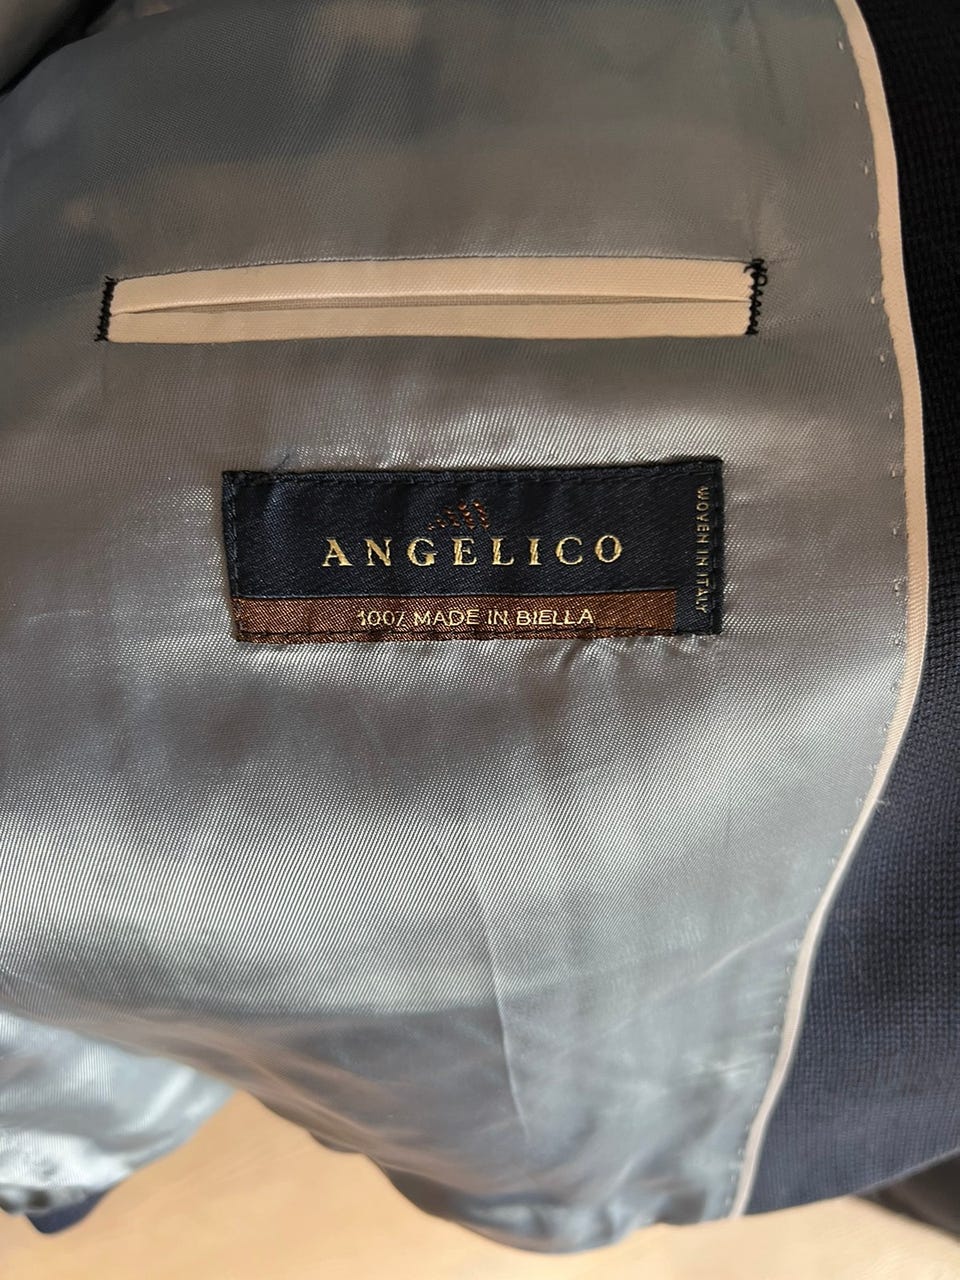 ANGELICO
100% MADE IN BIELLA
WOVEN IN ITALY